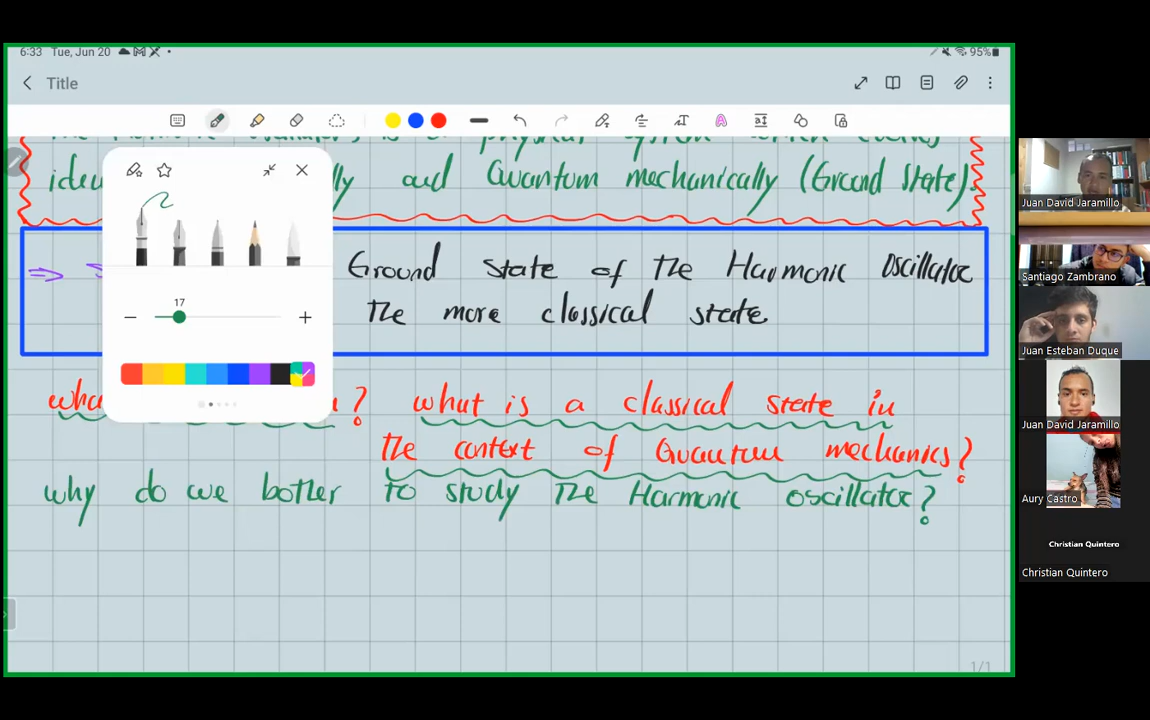 6:33 Tue, Jun 20
95%
Title
and Quantum mechanically (Ground State).
Ground state of the Harmonic Oscillator
the more classical state
17
what is a classical state in
the context of Quantum mechanics?
why do we bother to study the Harmonic oscillator?
1/1
Juan David Jaramillo
Santiago Zambrano
Juan Esteban Duque
Juan David Jaramillo
Aury Castro
Christian Quintero
Christian Quintero